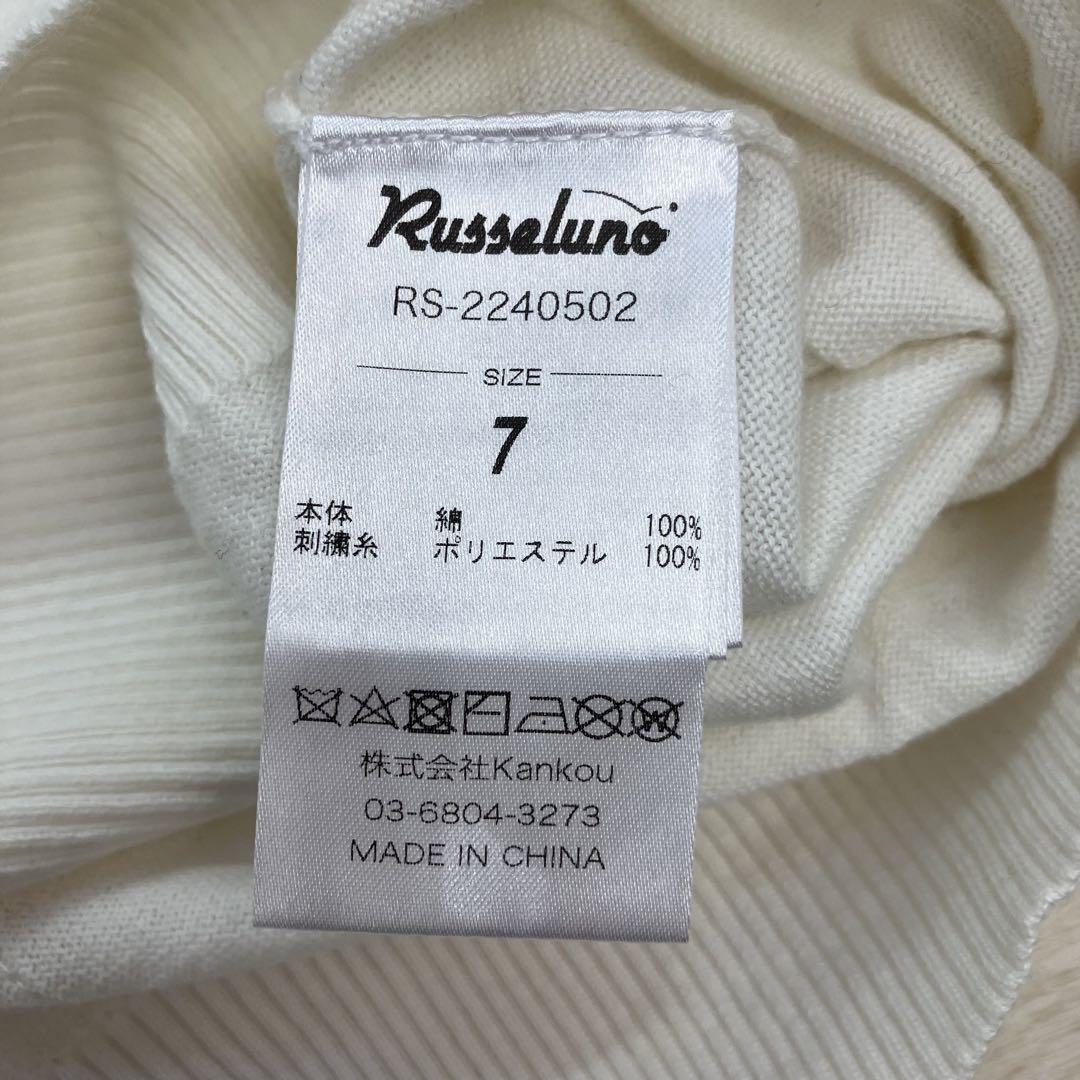 Russeluno
RS-2240502
SIZE
7
本体 綿 100%
刺繍糸 ポリエステル 100%
株式会社Kankou
03-6804-3273
MADE IN CHINA